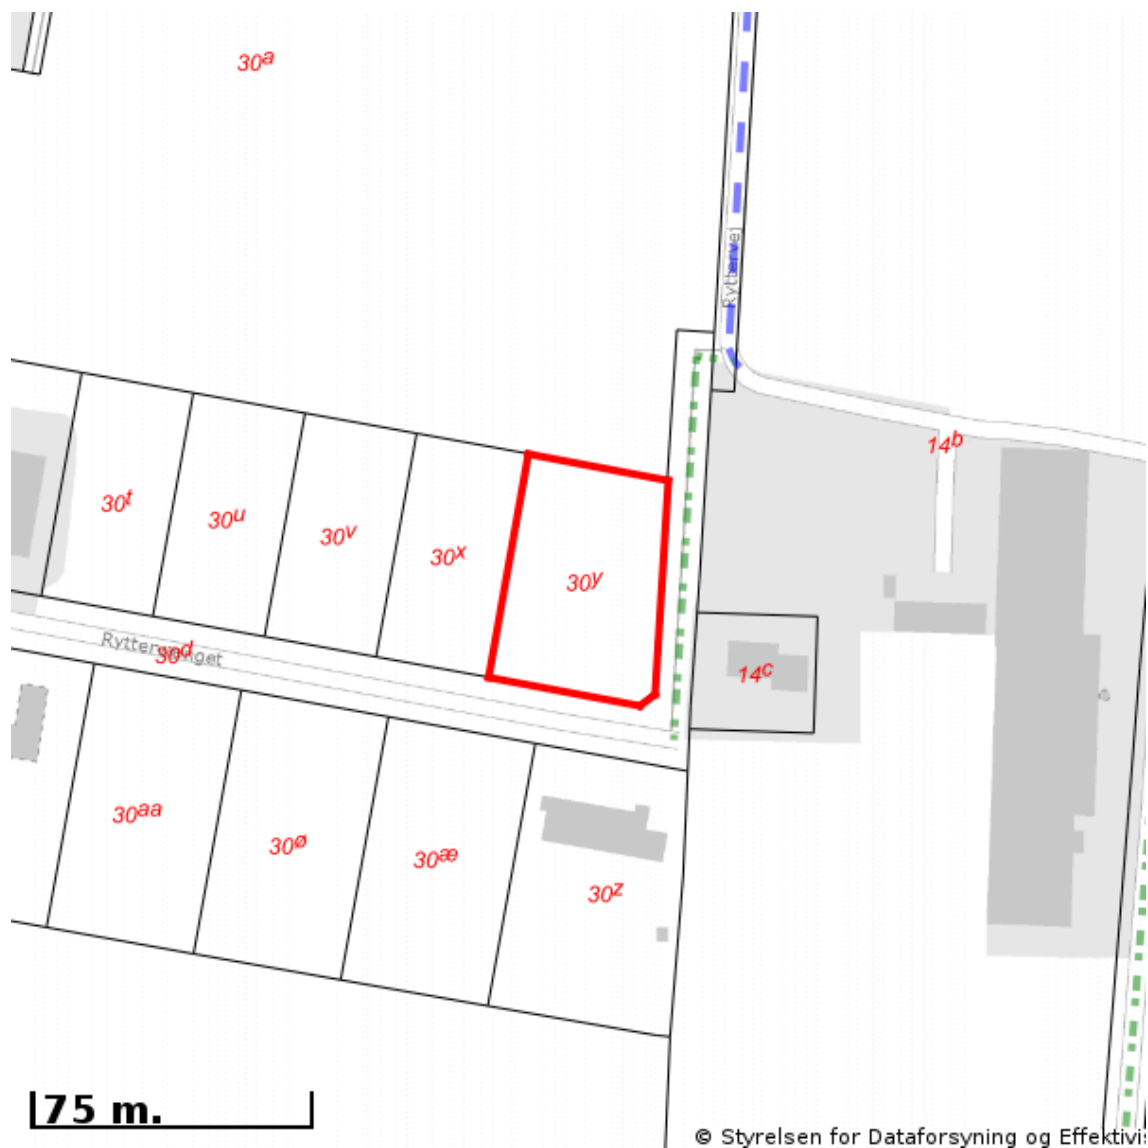 30a
Ryttervej
14b
30t
30u
30v
30x
30y
30d
14c
30aa
30ø
30æ
30z
75 m.
© Styrelsen for Dataforsyning og Effektivi